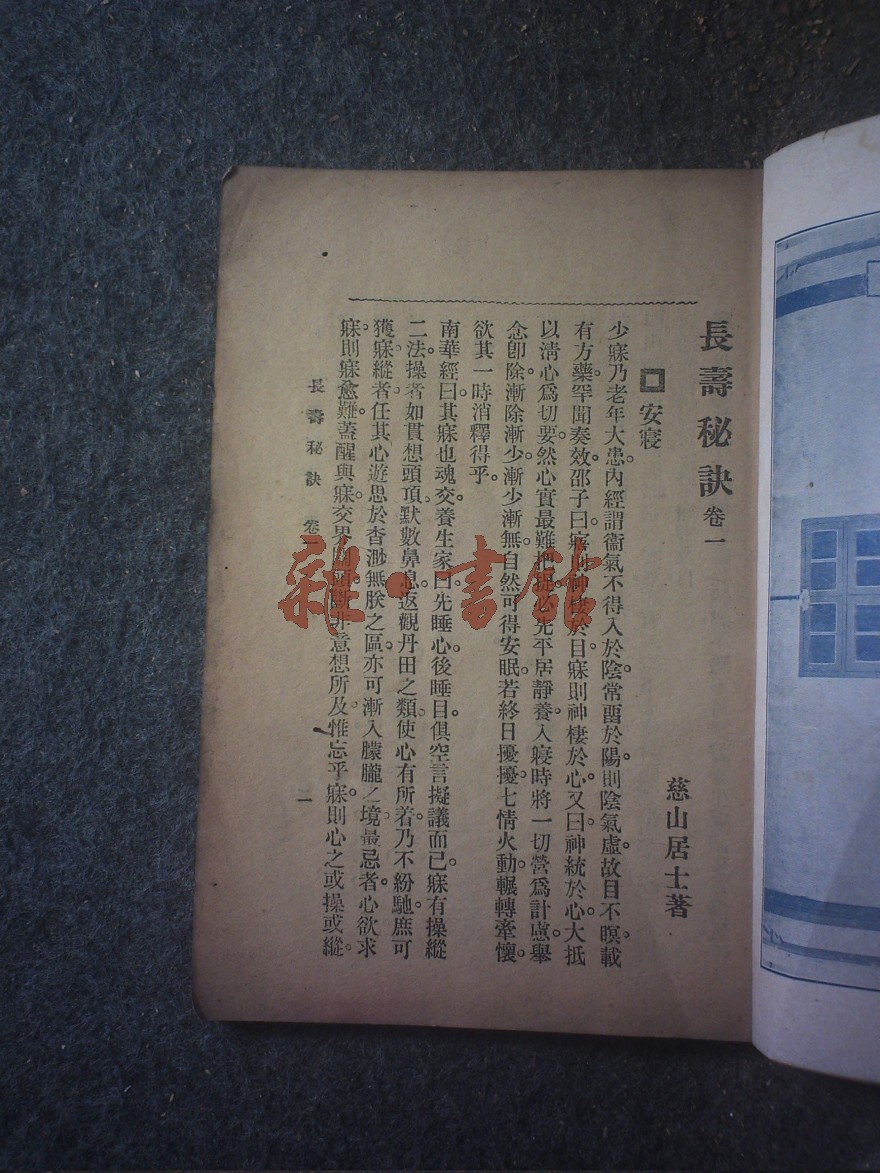 長壽秘訣卷一
慈山居士著
安寢
少寐乃老年大患。內經謂衞氣不得入於陰。常畱於陽。則陰氣虛。故目不瞑。載
有方藥。罕聞奏效。邵子曰。寤則神棲於目。寐則神棲於心。又曰。神統於心。大抵
以清心爲切要。然心實最難把捉。必先平居靜養。入寢時將一切營爲計慮。舉
念卽除。漸除漸少。漸少漸無。自然可得安眠。若終日擾擾。七情火動。輾轉牽懷。
欲其一時消釋得乎。
南華經曰。其寐也魂交。養生家曰。先睡心。後睡目。俱空言擬議而已。寐有操縱
二法。操者如貫想頭頂。默數鼻息。返觀丹田之類。使心有所着。乃不紛馳。庶可
獲寐。縱者任其心遊思於杳渺無朕之區。亦可漸入朦朧之境。最忌者心欲求
寐。則寐愈難。蓋醒與寐交界關頭。斷非意想所及。惟忘乎寐。則心之或操或縱。
長壽秘訣 卷一
一
雜·書館